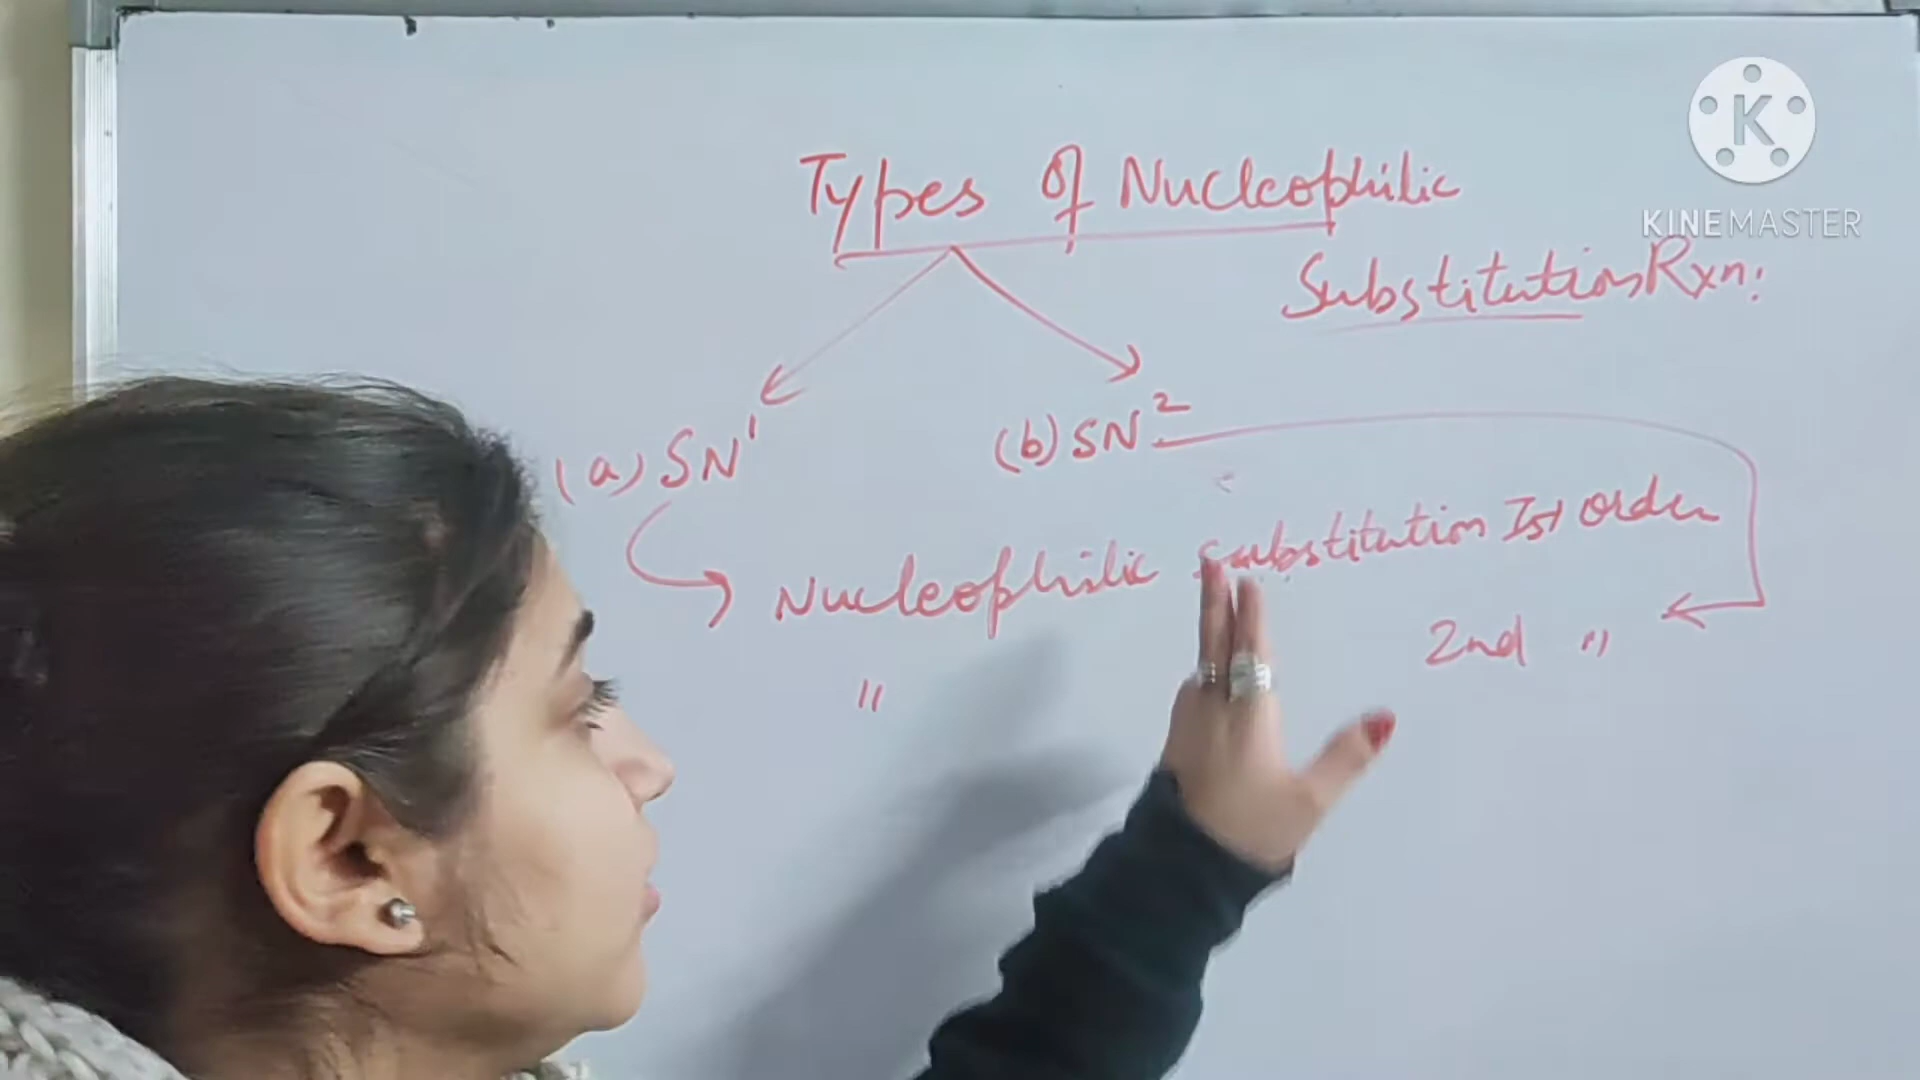 Types of Nucleophilic
Substitution Rxn:
(a) SN¹
(b) SN²
Nucleophilic Substitution Ist order
" 2nd "
K
KINEMASTER